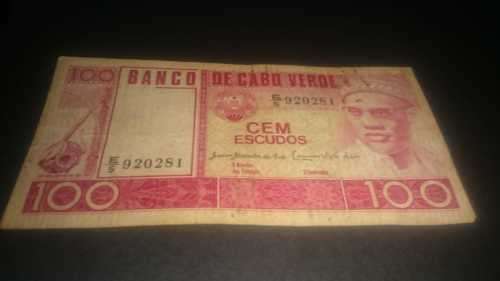 100 BANCO DE CABO VERDE
E/5 920281
CEM
ESCUDOS
E/5 920281
100 100